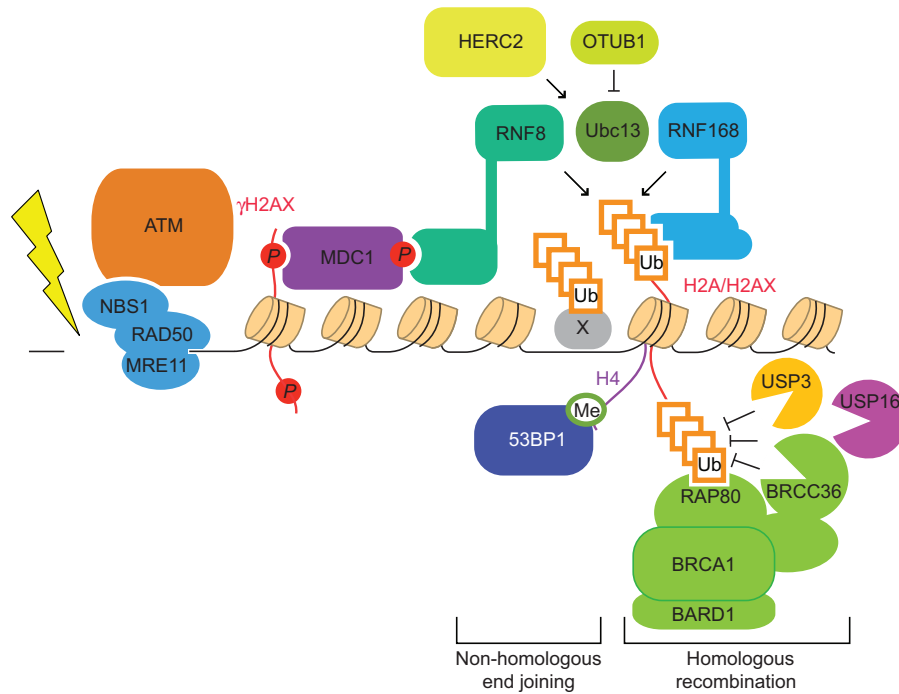 HERC2
OTUB1
RNF8
Ubc13
RNF168
γH2AX
ATM
P
MDC1
P
Ub
Ub
H2A/H2AX
NBS1
RAD50
MRE11
X
P
H4
Me
53BP1
USP3
USP16
Ub
RAP80
BRCC36
BRCA1
BARD1
Non-homologous
end joining
Homologous
recombination